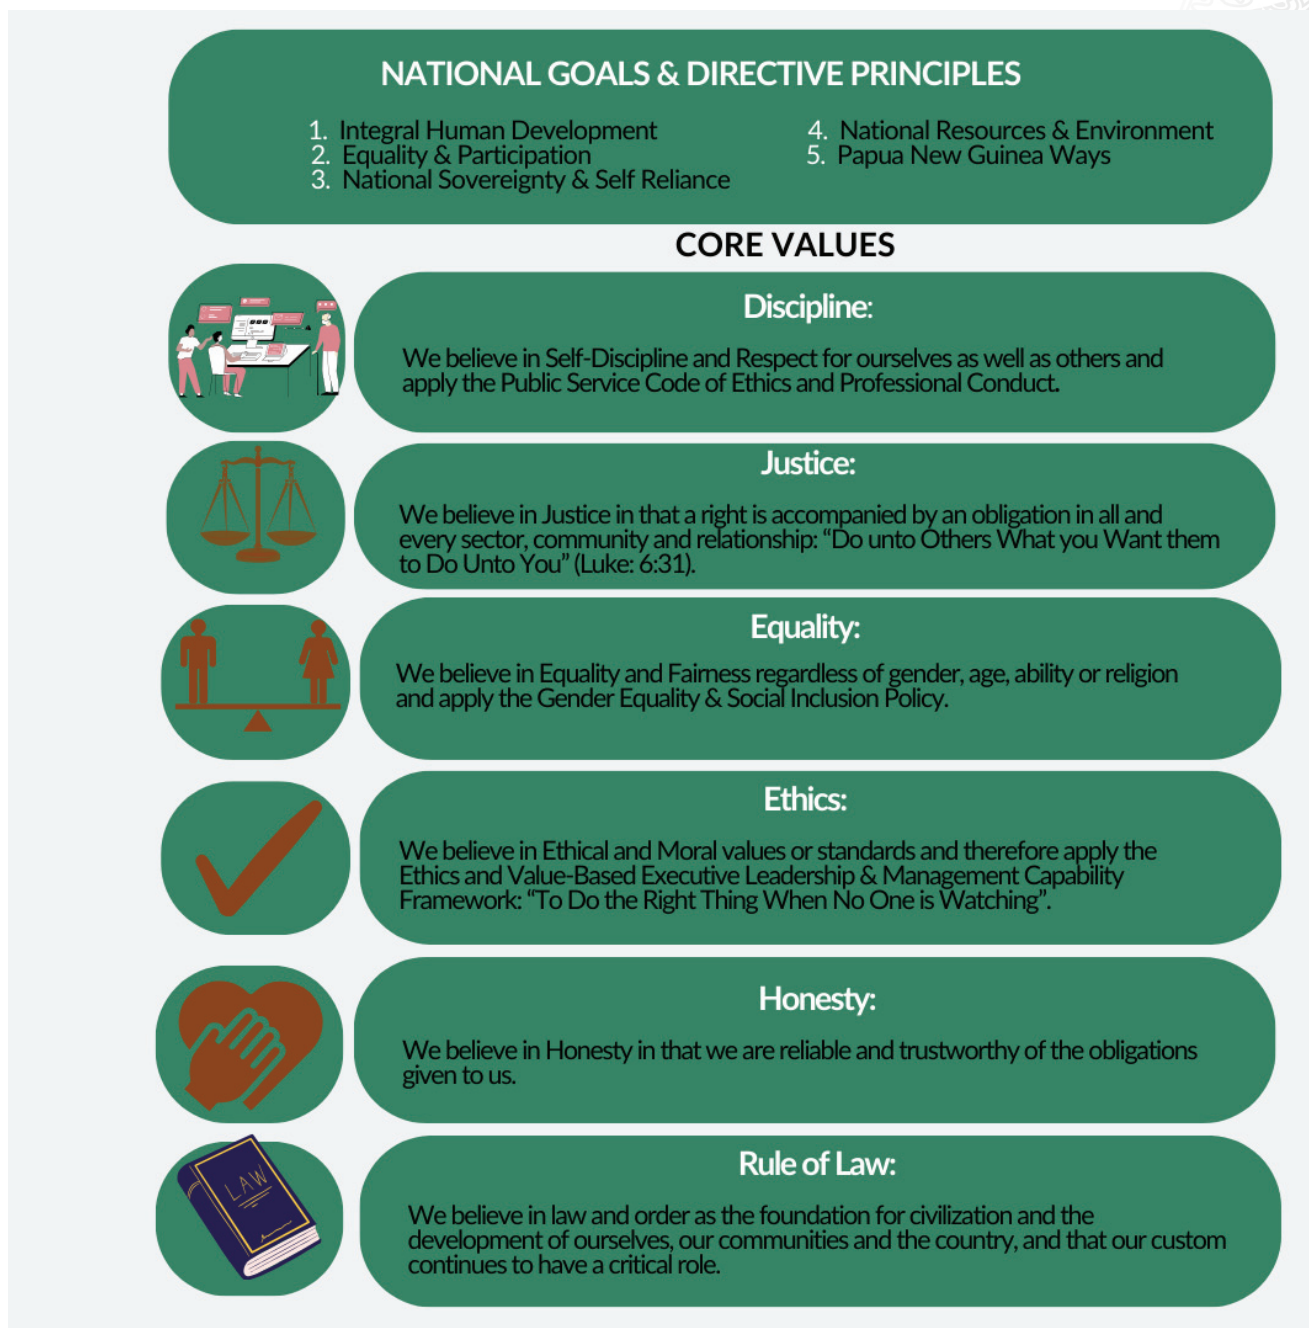 NATIONAL GOALS & DIRECTIVE PRINCIPLES
1. Integral Human Development
2. Equality & Participation
3. National Sovereignty & Self Reliance
4. National Resources & Environment
5. Papua New Guinea Ways
CORE VALUES
Discipline:
We believe in Self-Discipline and Respect for ourselves as well as others and
apply the Public Service Code of Ethics and Professional Conduct.
Justice:
We believe in Justice in that a right is accompanied by an obligation in all and
every sector, community and relationship: “Do unto Others What you Want them
to Do Unto You” (Luke: 6:31).
Equality:
We believe in Equality and Fairness regardless of gender, age, ability or religion
and apply the Gender Equality & Social Inclusion Policy.
Ethics:
We believe in Ethical and Moral values or standards and therefore apply the
Ethics and Value-Based Executive Leadership & Management Capability
Framework: “To Do the Right Thing When No One is Watching”.
Honesty:
We believe in Honesty in that we are reliable and trustworthy of the obligations
given to us.
LAW
Rule of Law:
We believe in law and order as the foundation for civilization and the
development of ourselves, our communities and the country, and that our custom
continues to have a critical role.